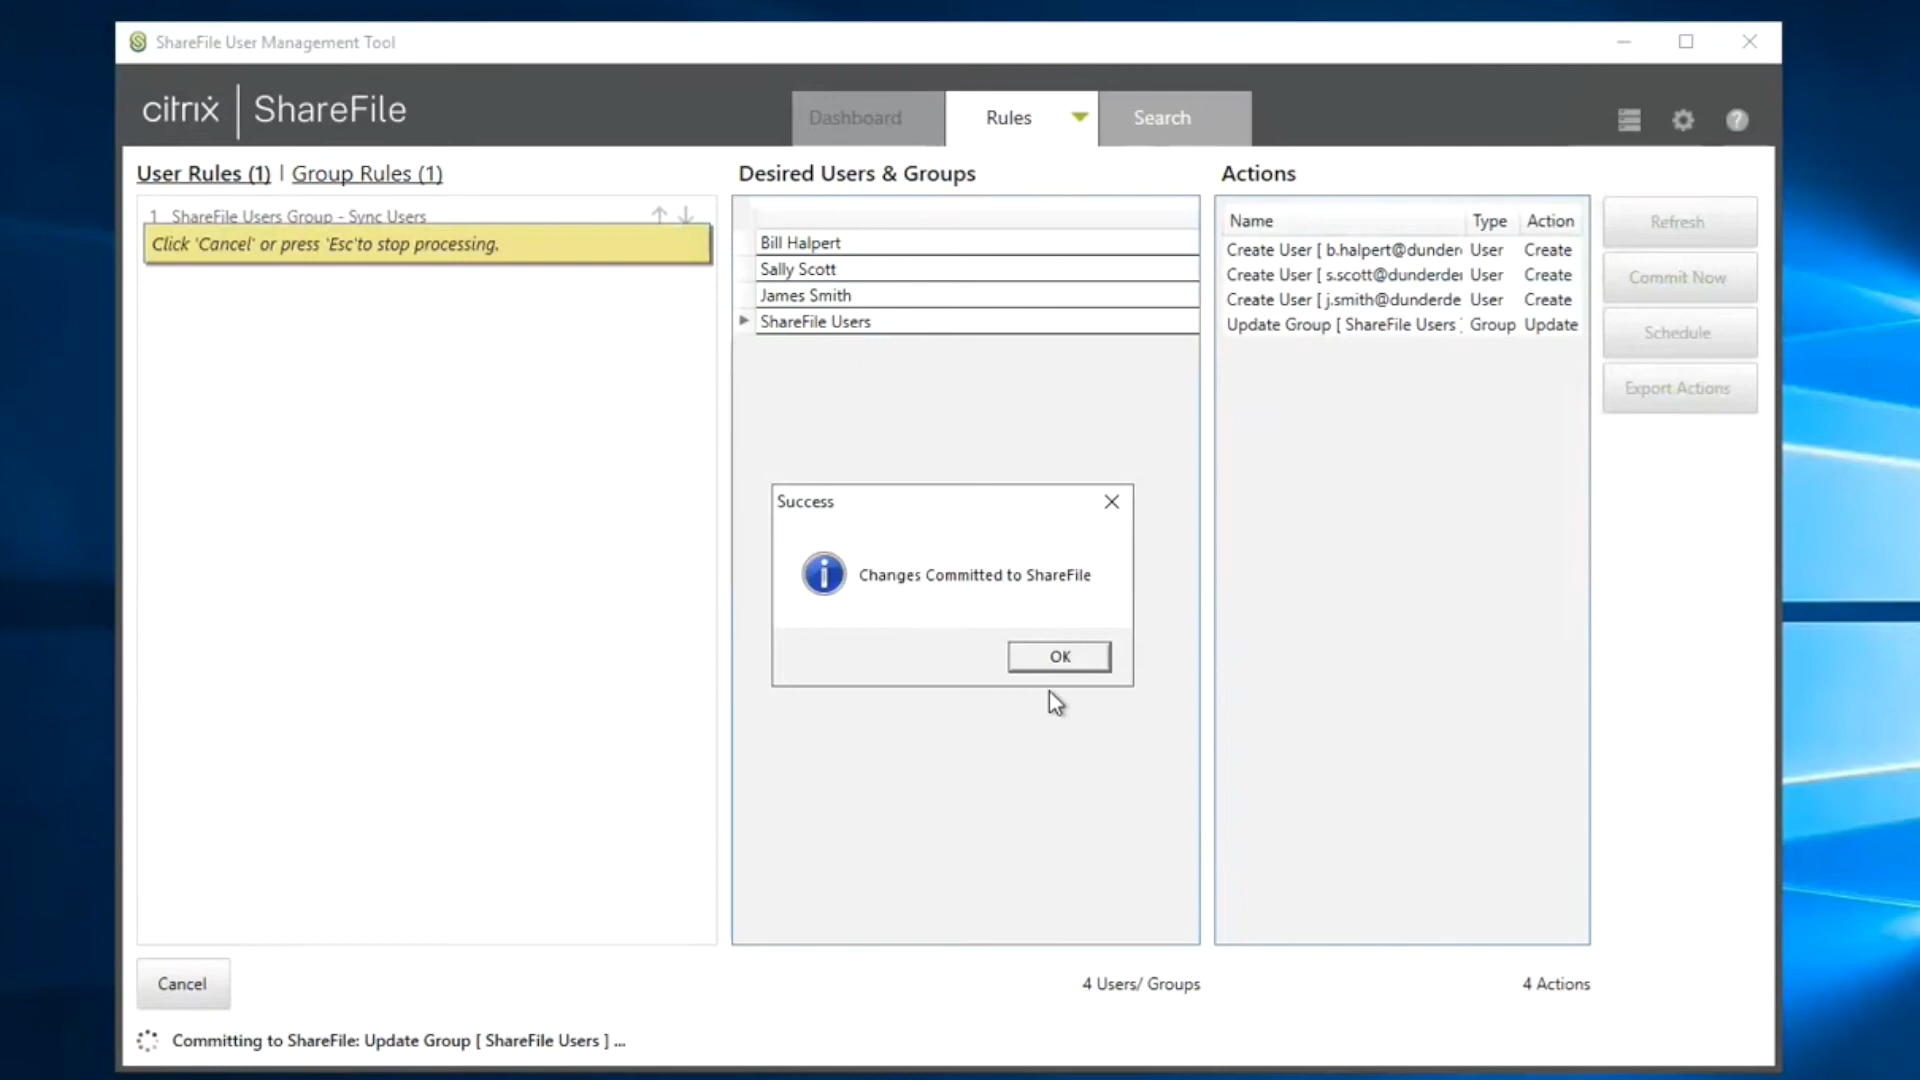 ShareFile User Management Tool
citrix | ShareFile
Dashboard
Rules
Search
User Rules (1) | Group Rules (1)
1 ShareFile Users Group - Sync Users
Click 'Cancel' or press 'Esc'to stop processing.
Desired Users & Groups
Bill Halpert
Sally Scott
James Smith
ShareFile Users
Actions
Name Type Action
Create User [ b.halpert@dunder User Create
Create User [ s.scott@dunderde User Create
Create User [ j.smith@dunderde User Create
Update Group [ ShareFile Users ] Group Update
Refresh
Commit Now
Schedule
Export Actions
Success
Changes Committed to ShareFile
OK
Cancel
4 Users/ Groups
4 Actions
Committing to ShareFile: Update Group [ ShareFile Users ] ...